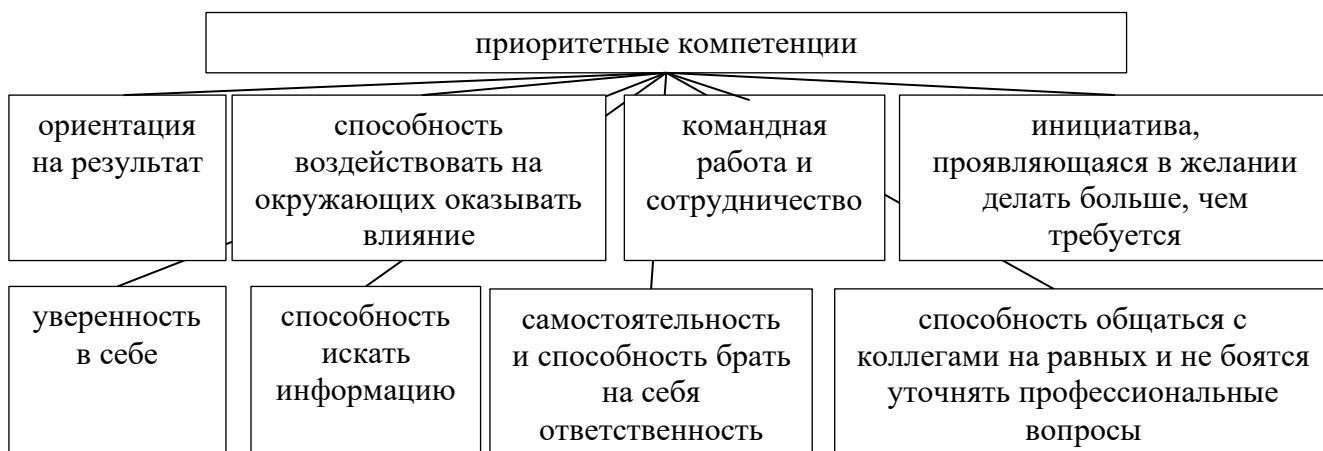 приоритетные компетенции
ориентация
на результат
способность
воздействовать на
окружающих оказывать
влияние
командная
работа и
сотрудничество
инициатива,
проявляющаяся в желании
делать больше, чем
требуется
уверенность
в себе
способность
искать
информацию
самостоятельность
и способность брать
на себя
ответственность
способность общаться с
коллегами на равных и не боятся
уточнять профессиональные
вопросы